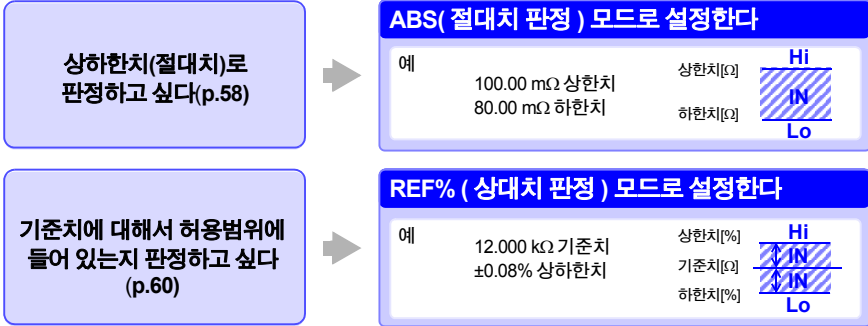 상하한치(절대치)로
판정하고 싶다(p.58)
ABS( 절대치 판정 ) 모드로 설정한다
예
100.00 mΩ 상한치
80.00 mΩ 하한치
상한치[Ω]
하한치[Ω]
Hi
IN
Lo
기준치에 대해서 허용범위에
들어 있는지 판정하고 싶다
(p.60)
REF% ( 상대치 판정 ) 모드로 설정한다
예
12.000 kΩ 기준치
±0.08% 상하한치
상한치[%]
기준치[Ω]
하한치[%]
Hi
IN
IN
Lo